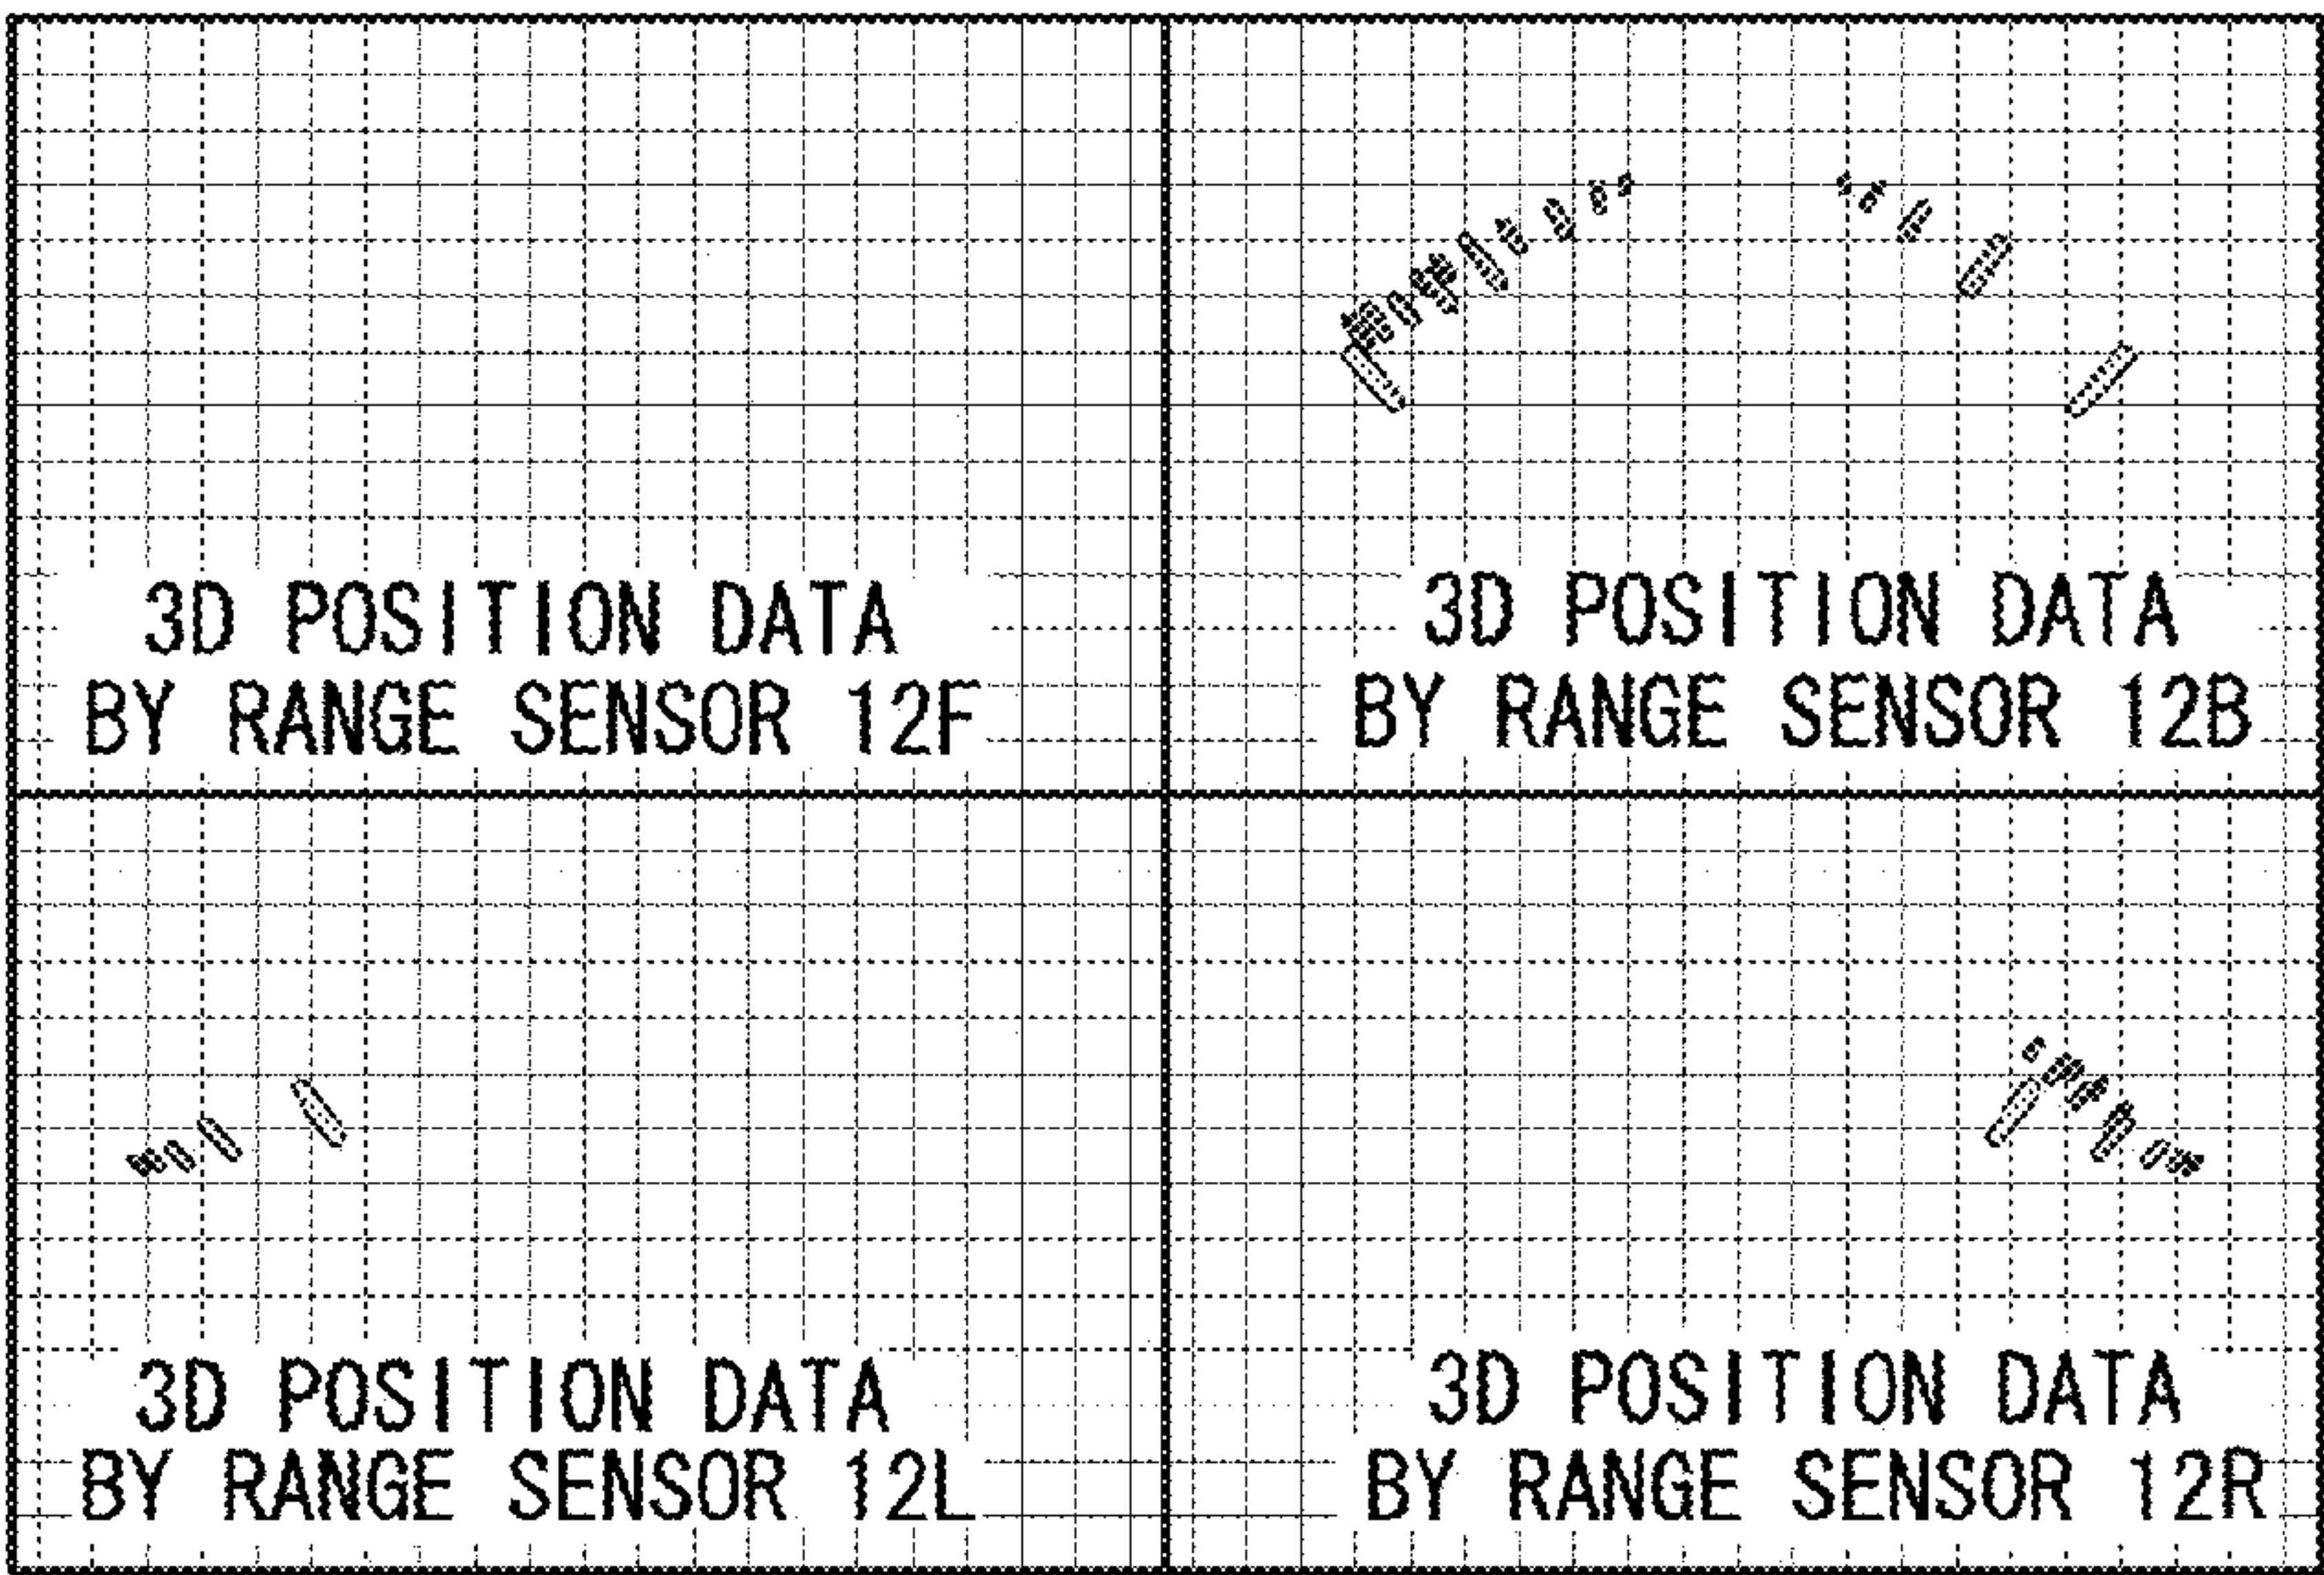 3D POSITION DATA
BY RANGE SENSOR 12F
3D POSITION DATA
BY RANGE SENSOR 12B
3D POSITION DATA
BY RANGE SENSOR 12L
3D POSITION DATA
BY RANGE SENSOR 12R